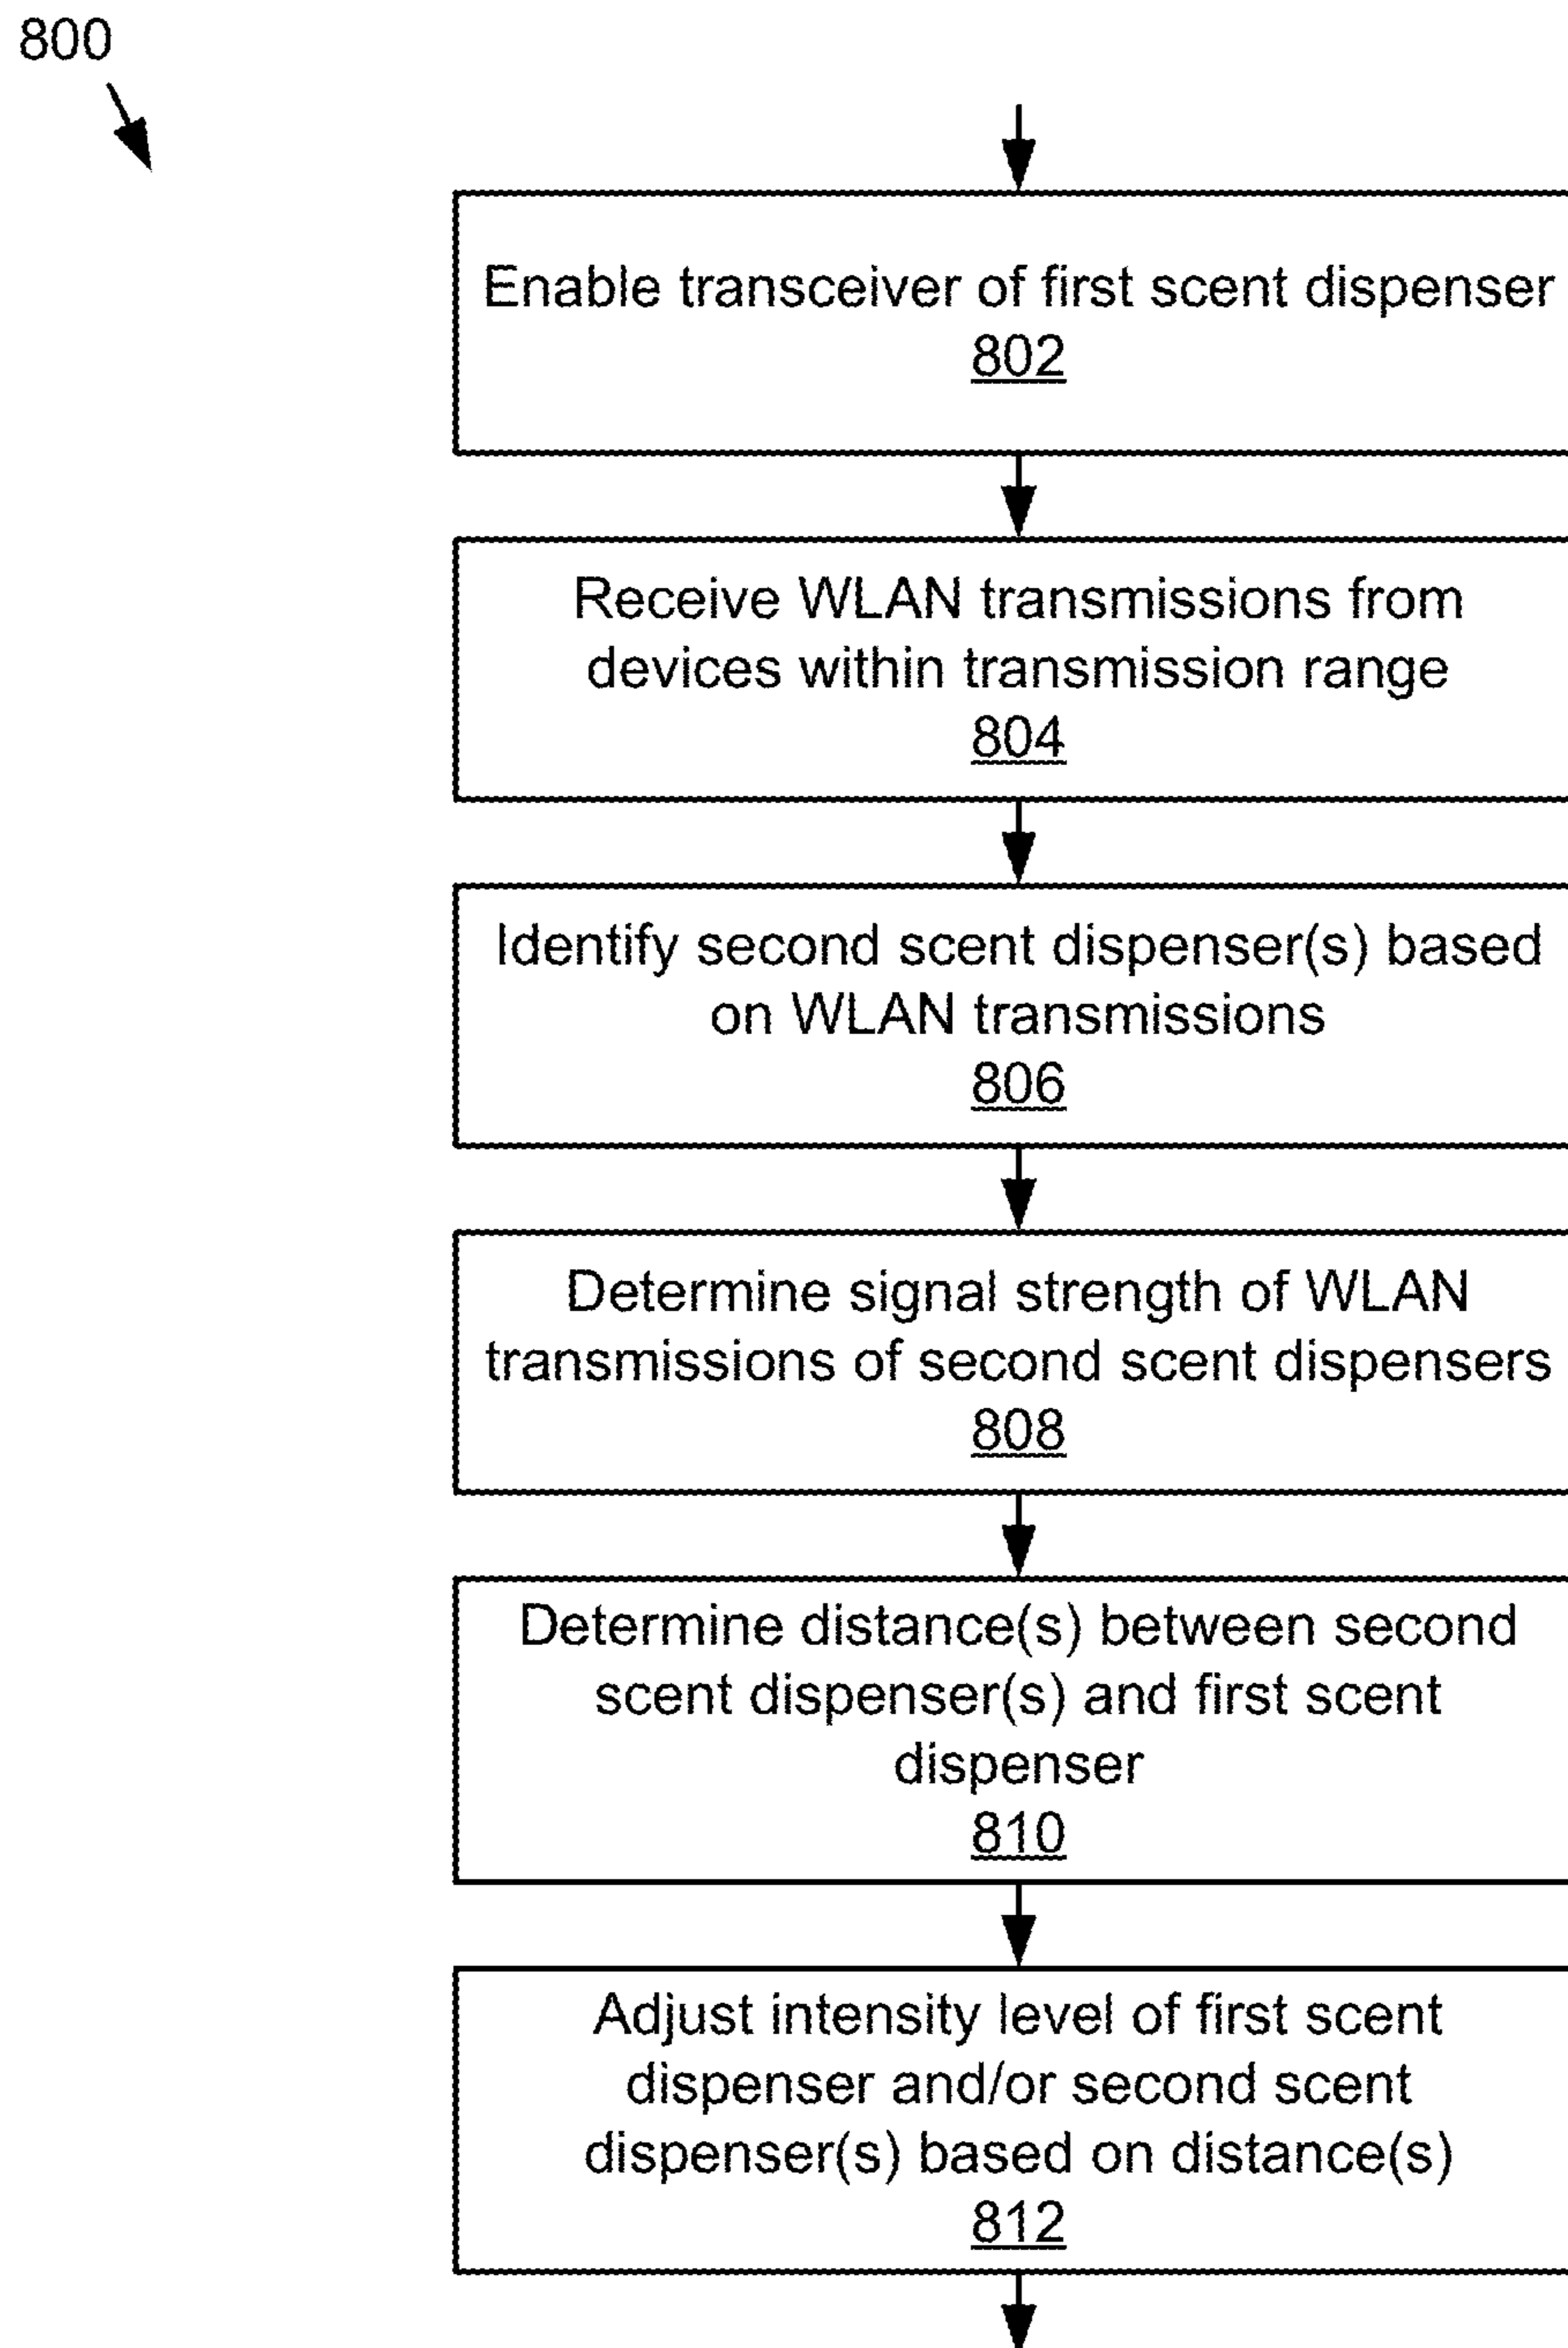 800
Enable transceiver of first scent dispenser
802
Receive WLAN transmissions from
devices within transmission range
804
Identify second scent dispenser(s) based
on WLAN transmissions
806
Determine signal strength of WLAN
transmissions of second scent dispensers
808
Determine distance(s) between second
scent dispenser(s) and first scent
dispenser
810
Adjust intensity level of first scent
dispenser and/or second scent
dispenser(s) based on distance(s)
812